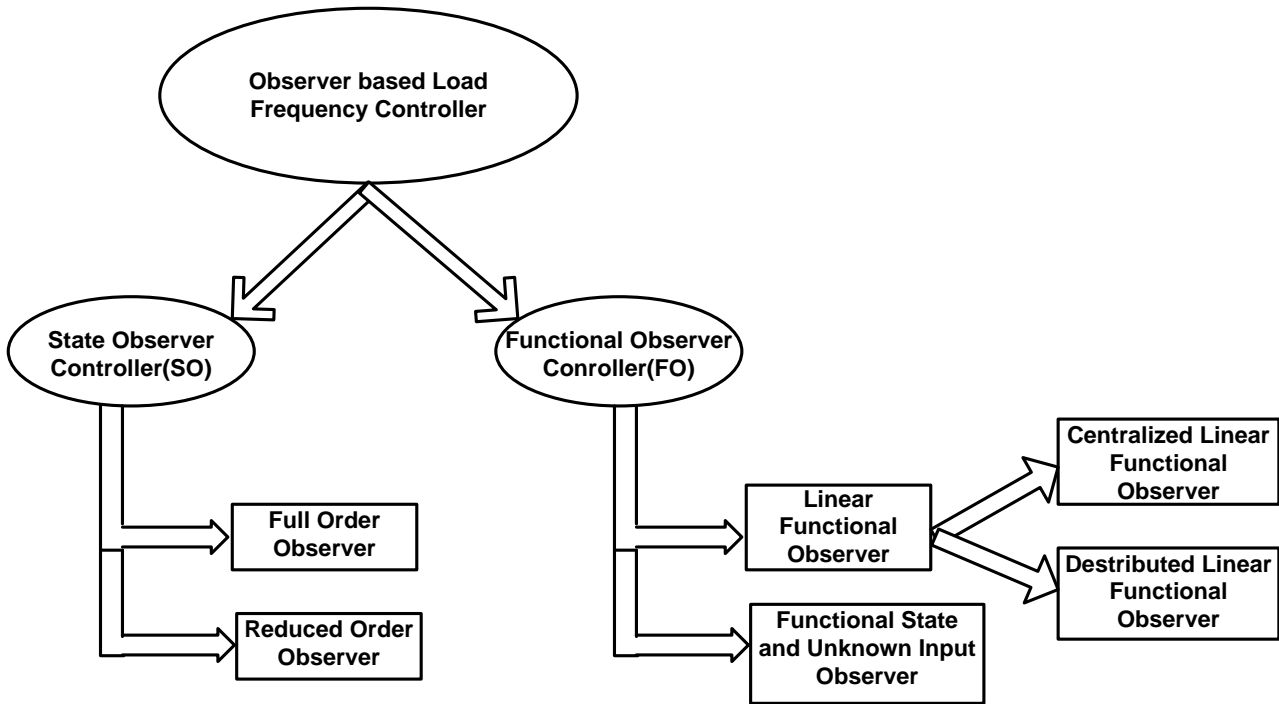 Observer based Load
Frequency Controller
State Observer
Controller(SO)
Functional Observer
Conroller(FO)
Full Order
Observer
Reduced Order
Observer
Linear
Functional
Observer
Functional State
and Unknown Input
Observer
Centralized Linear
Functional
Observer
Destributed Linear
Functional
Observer